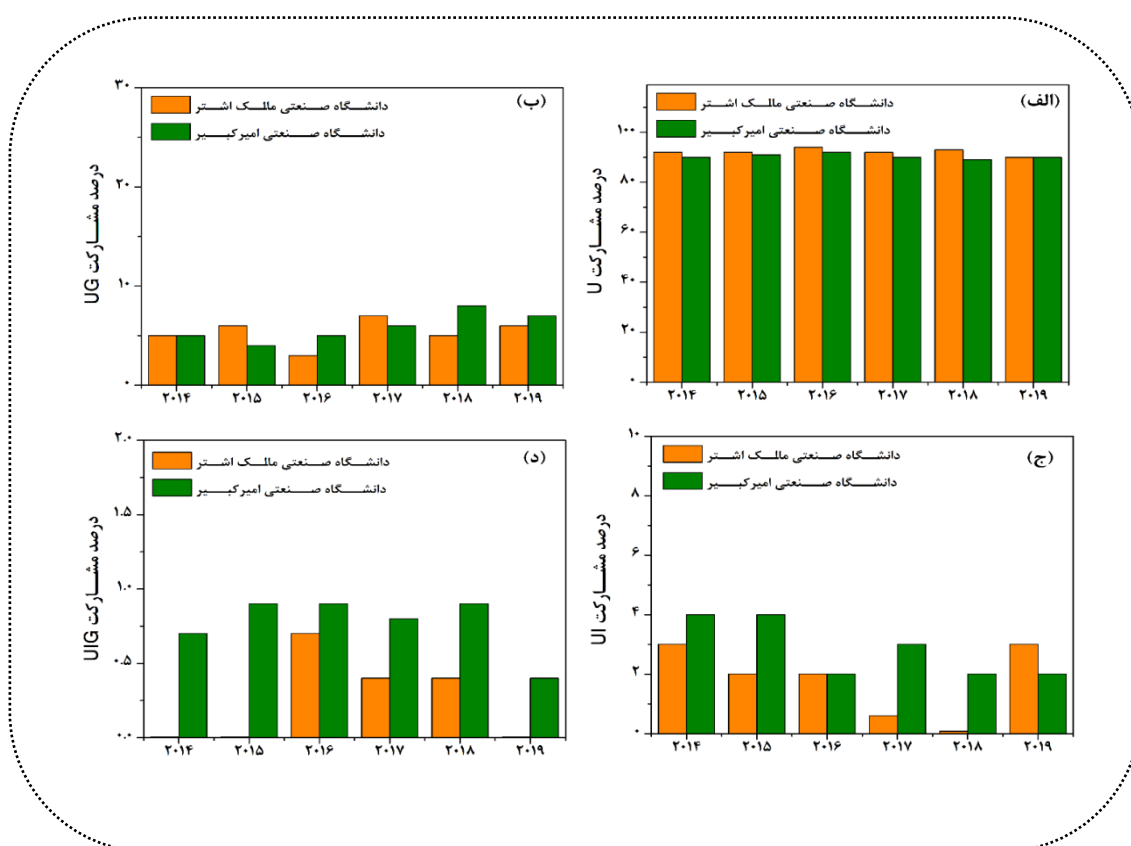 (الف)
دانشگاه صنعتی مالک اشتر
دانشگاه صنعتی امیرکبیر
درصد مشارکت U
۱۰۰
۸۰
۶۰
۴۰
۲۰
۰
۲۰۱۴ ۲۰۱۵ ۲۰۱۶ ۲۰۱۷ ۲۰۱۸ ۲۰۱۹
(ب)
دانشگاه صنعتی مالک اشتر
دانشگاه صنعتی امیرکبیر
درصد مشارکت UG
۳۰
۲۰
۱۰
۰
۲۰۱۴ ۲۰۱۵ ۲۰۱۶ ۲۰۱۷ ۲۰۱۸ ۲۰۱۹
(ج)
دانشگاه صنعتی مالک اشتر
دانشگاه صنعتی امیرکبیر
درصد مشارکت UI
۱۰
۸
۶
۴
۲
۰
۲۰۱۴ ۲۰۱۵ ۲۰۱۶ ۲۰۱۷ ۲۰۱۸ ۲۰۱۹
(د)
دانشگاه صنعتی مالک اشتر
دانشگاه صنعتی امیرکبیر
درصد مشارکت UIG
۲.۰
۱.۵
۱.۰
۰.۵
۰.۰
۲۰۱۴ ۲۰۱۵ ۲۰۱۶ ۲۰۱۷ ۲۰۱۸ ۲۰۱۹